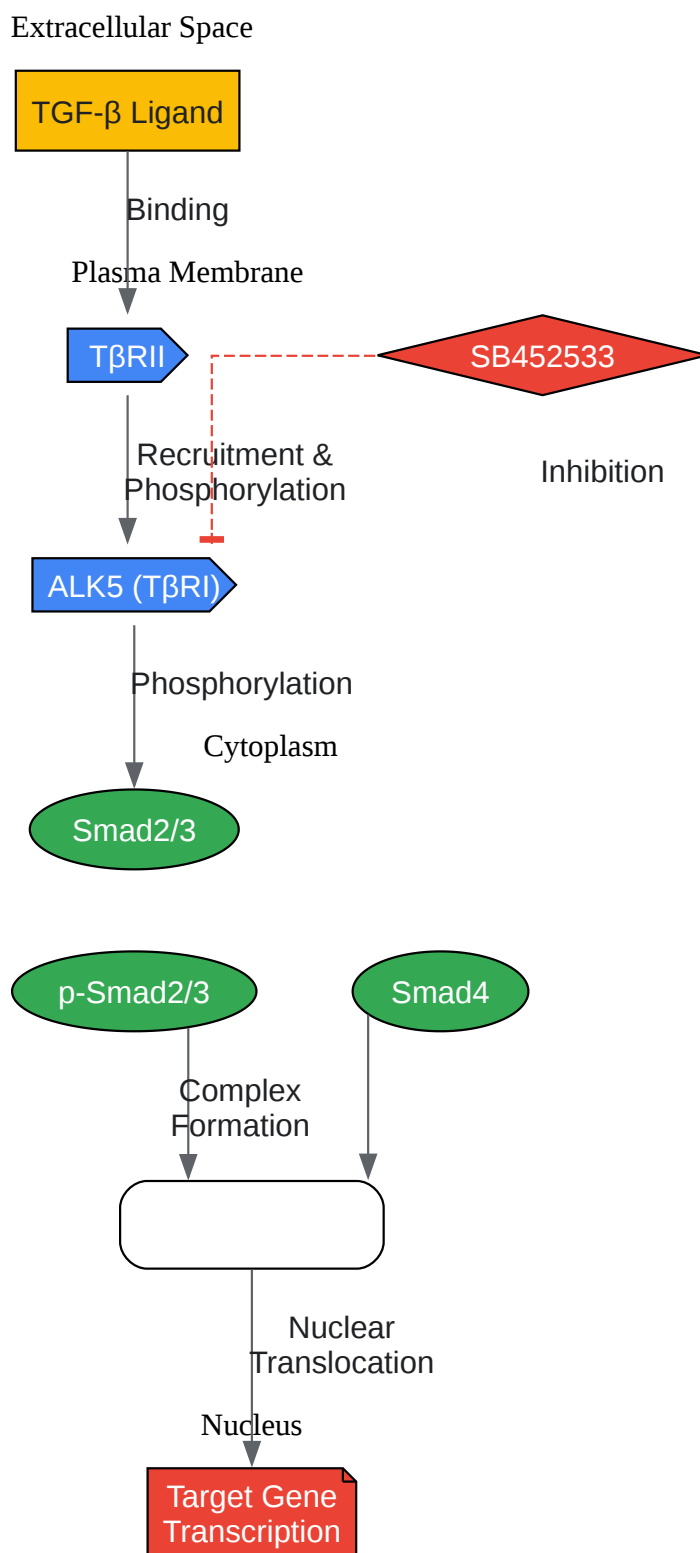 Extracellular Space
TGF-β Ligand
Binding
Plasma Membrane
TβRII
SB452533
Recruitment &
Phosphorylation
Inhibition
ALK5 (TβRI)
Phosphorylation
Cytoplasm
Smad2/3
p-Smad2/3
Smad4
Complex
Formation
Nuclear
Translocation
Nucleus
Target Gene
Transcription